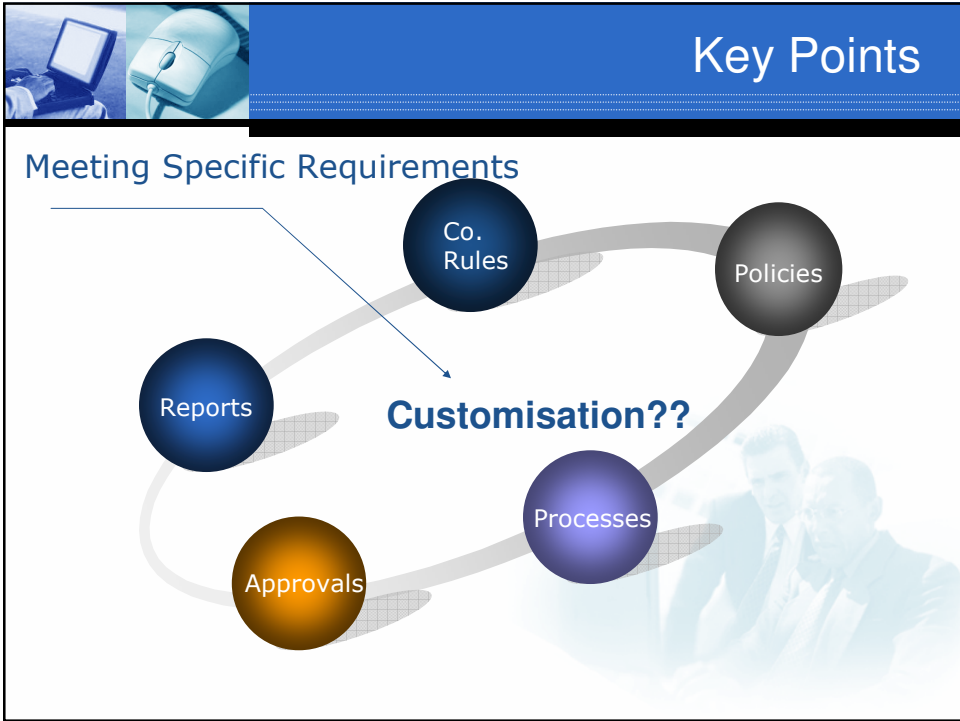 Key Points
Meeting Specific Requirements
Co.
Rules
Policies
Reports
Customisation??
Processes
Approvals